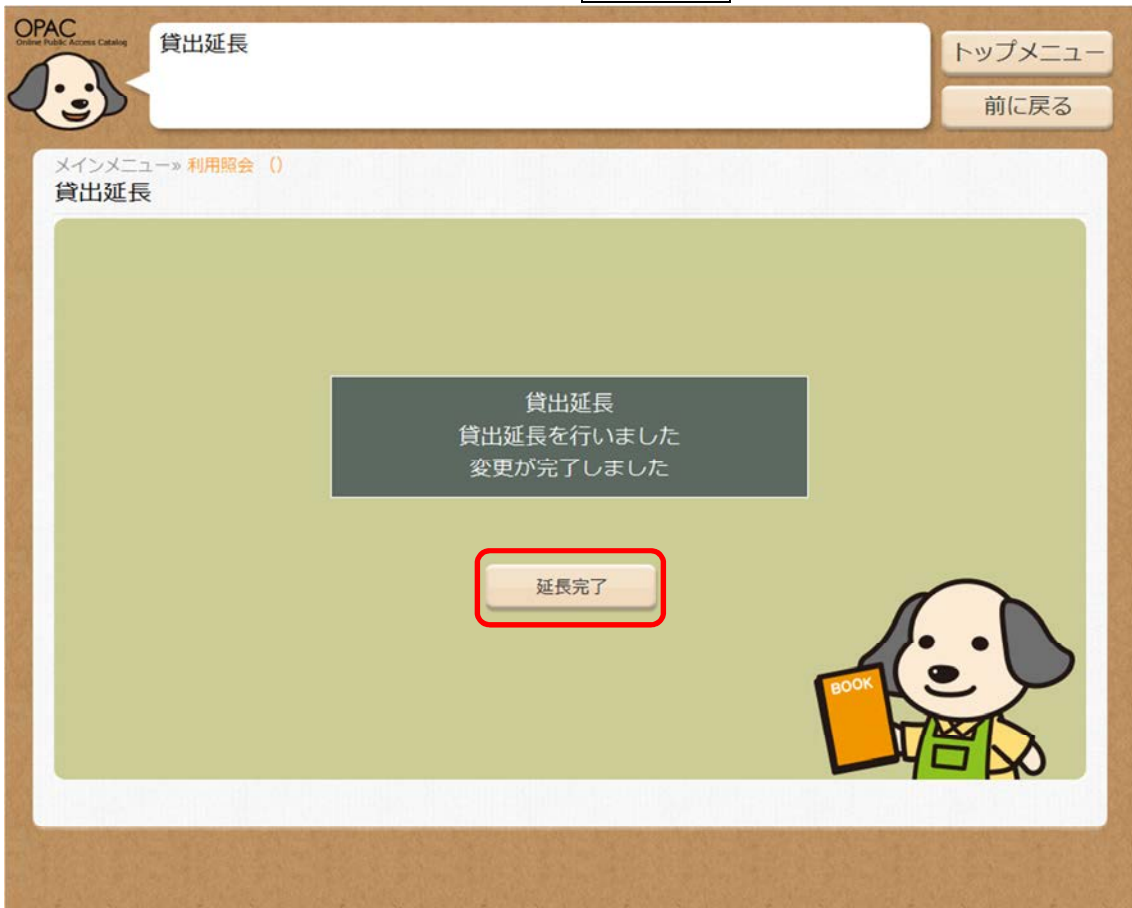 OPAC
Online Public Access Catalog
貸出延長
トップメニュー
前に戻る
メインメニュー» 利用照会 ()
貸出延長
貸出延長
貸出延長を行いました
変更が完了しました
延長完了
BOOK